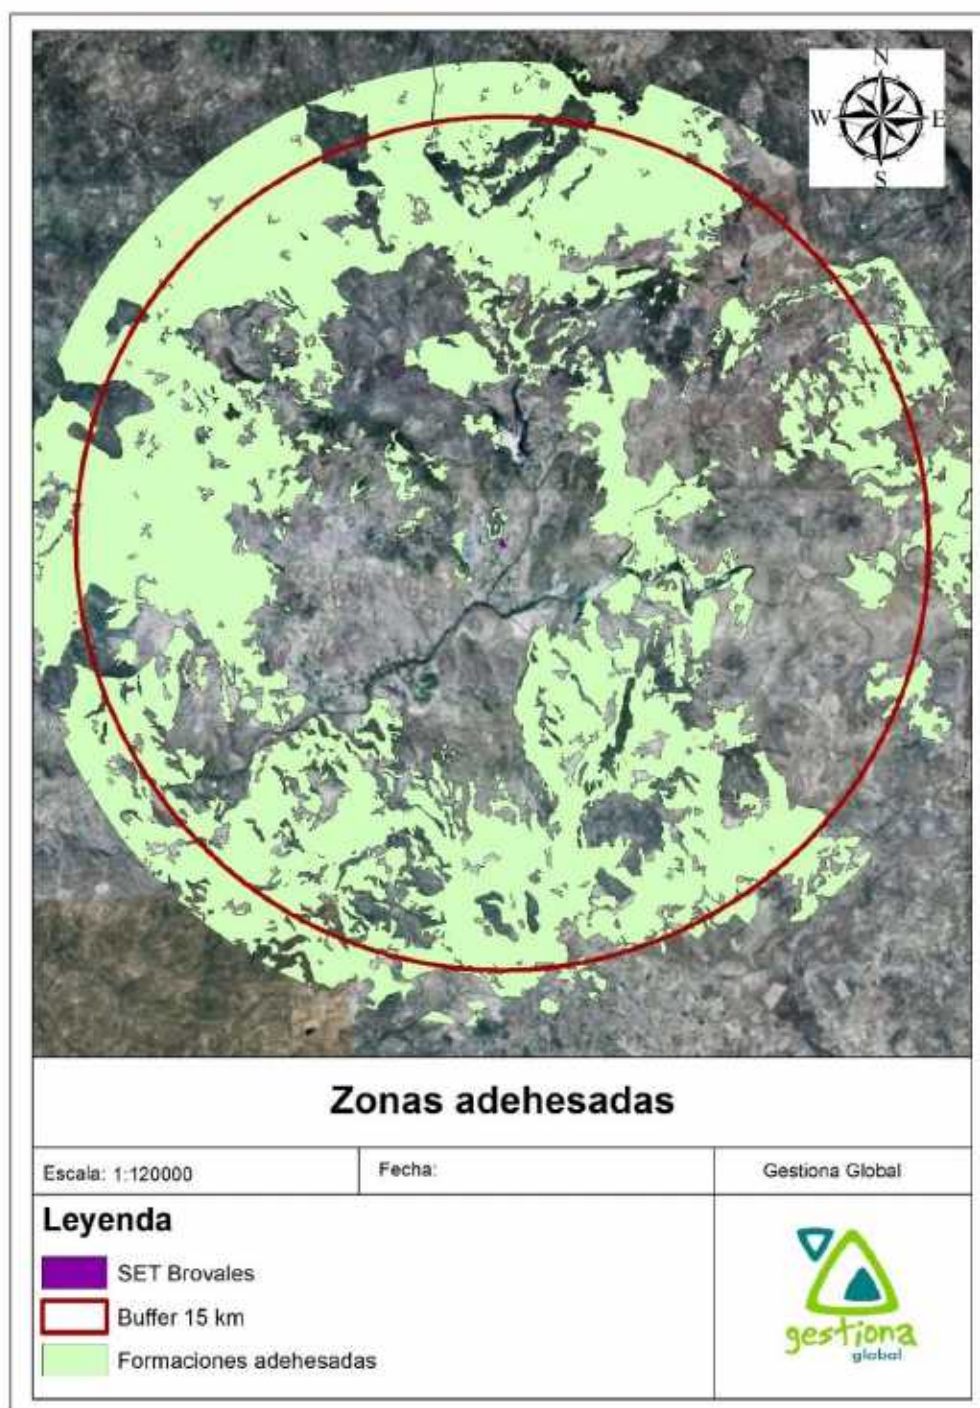 N
W E
S
Zonas adehesadas
Escala: 1:120000
Fecha:
Gestiona Global
Leyenda
SET Brovales
Buffer 15 km
Formaciones adehesadas
gestiona
global